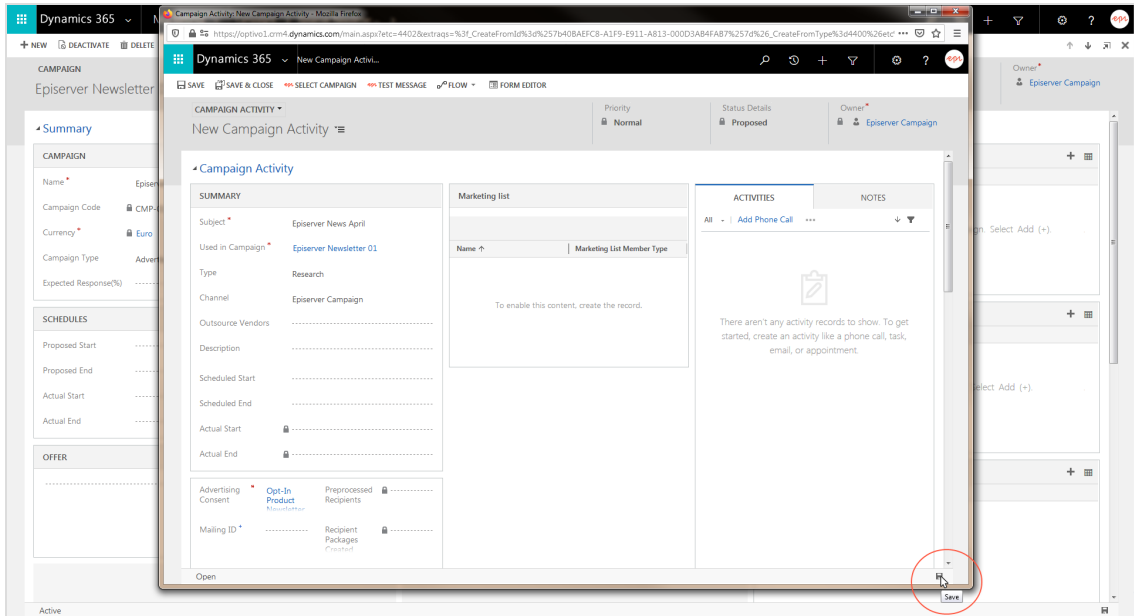 Dynamics 365
Campaign Activity: New Campaign Activity - Mozilla Firefox
https://optivo1.crm4.dynamics.com/main.aspx?etc=4402&extraqs=%3f_CreateFromId%3d%257b40BAEFC8-A1F9-E911-A813-000D3AB4FAB7%257d%26_CreateFromType%3d4400%26etc
Dynamics 365 New Campaign Activi...
+ NEW DEACTIVATE DELETE
SAVE SAVE & CLOSE SELECT CAMPAIGN TEST MESSAGE FLOW FORM EDITOR
CAMPAIGN
Episerver Newsletter
Owner*
Episerver Campaign
CAMPAIGN ACTIVITY
New Campaign Activity
Priority
Normal
Status Details
Proposed
Owner*
Episerver Campaign
Summary
CAMPAIGN
Name*
Campaign Code
Currency* Euro
Campaign Type
Expected Response(%)
SCHEDULES
Proposed Start
Proposed End
Actual Start
Actual End
OFFER
Active
Campaign Activity
SUMMARY
Subject* Episerver News April
Used in Campaign* Episerver Newsletter 01
Type Research
Channel Episerver Campaign
Outsource Vendors
Description
Scheduled Start
Scheduled End
Actual Start
Actual End
Advertising Consent* Opt-In Product Newsletter
Preprocessed Recipients
Mailing ID+
Recipient Packages Created
Marketing list
Name Marketing List Member Type
To enable this content, create the record.
ACTIVITIES NOTES
All Add Phone Call ...
There aren't any activity records to show. To get
started, create an activity like a phone call, task,
email, or appointment.
Select Add (+).
Select Add (+).
Open
Save